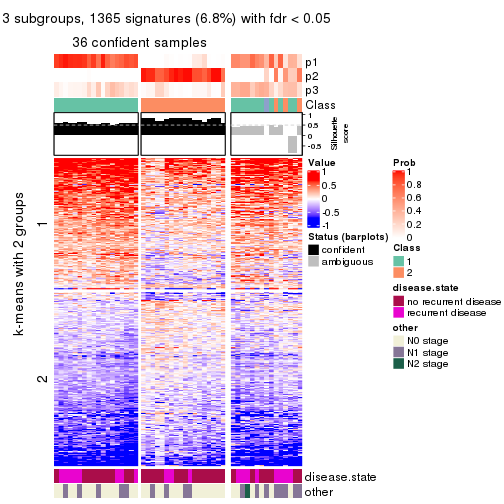 3 subgroups, 1365 signatures (6.8%) with fdr < 0.05
36 confident samples
p1
p2
p3
Class
1
0.5
0
-0.5
Silhouette
score
k-means with 2 groups
1
2
Value
1
0.5
0
-0.5
-1
Status (barplots)
confident
ambiguous
Prob
1
0.8
0.6
0.4
0.2
0
Class
1
2
disease.state
no recurrent disease
recurrent disease
other
N0 stage
N1 stage
N2 stage
disease.state
other